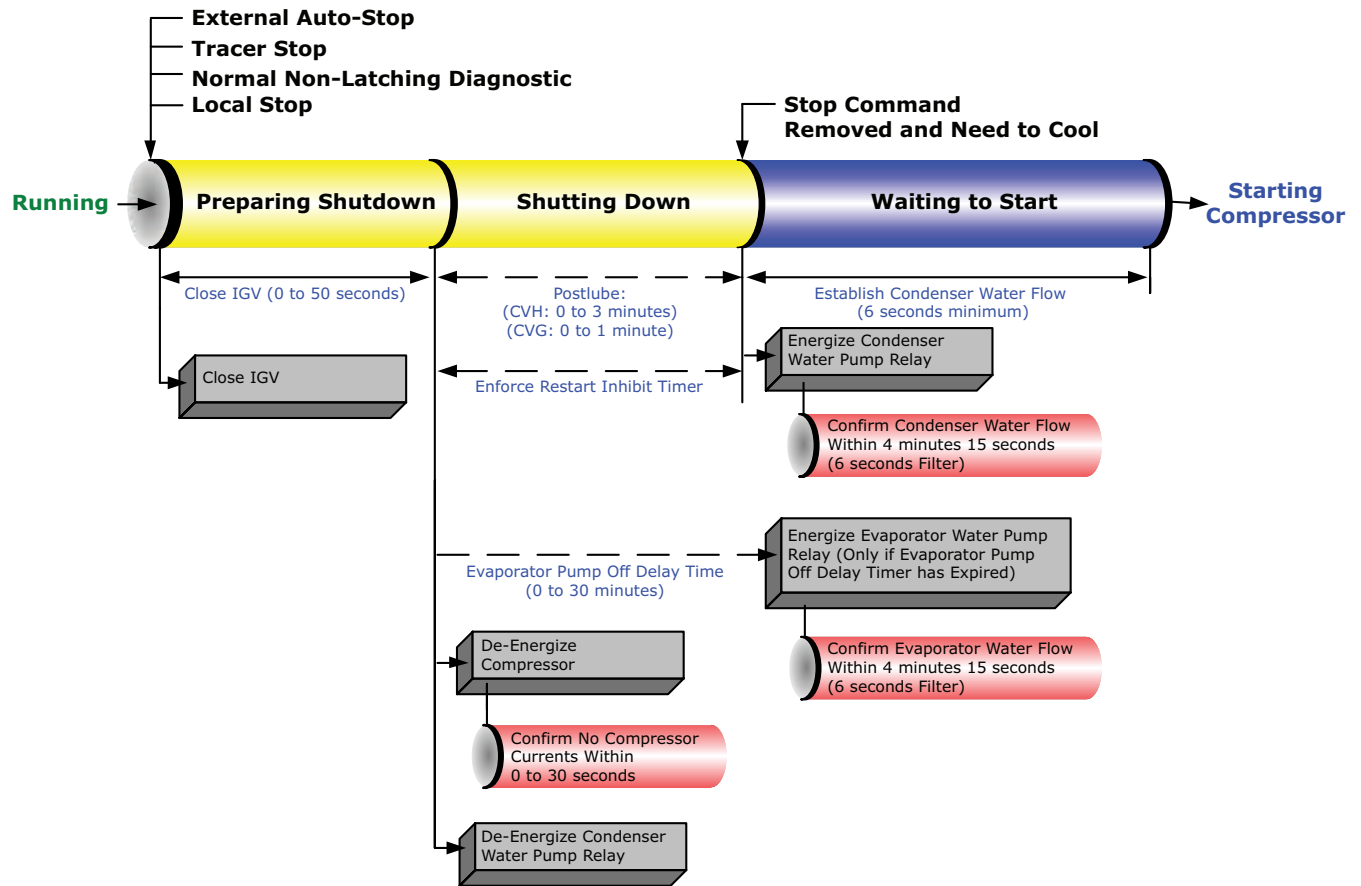 External Auto-Stop
Tracer Stop
Normal Non-Latching Diagnostic
Local Stop
Stop Command
Removed and Need to Cool
Running
Preparing Shutdown
Shutting Down
Waiting to Start
Starting
Compressor
Close IGV (0 to 50 seconds)
Postlube:
(CVH: 0 to 3 minutes)
(CVG: 0 to 1 minute)
Establish Condenser Water Flow
(6 seconds minimum)
Close IGV
Enforce Restart Inhibit Timer
Energize Condenser
Water Pump Relay
Confirm Condenser Water Flow
Within 4 minutes 15 seconds
(6 seconds Filter)
Evaporator Pump Off Delay Time
(0 to 30 minutes)
Energize Evaporator Water Pump
Relay (Only if Evaporator Pump
Off Delay Timer has Expired)
Confirm Evaporator Water Flow
Within 4 minutes 15 seconds
(6 seconds Filter)
De-Energize
Compressor
Confirm No Compressor
Currents Within
0 to 30 seconds
De-Energize Condenser
Water Pump Relay